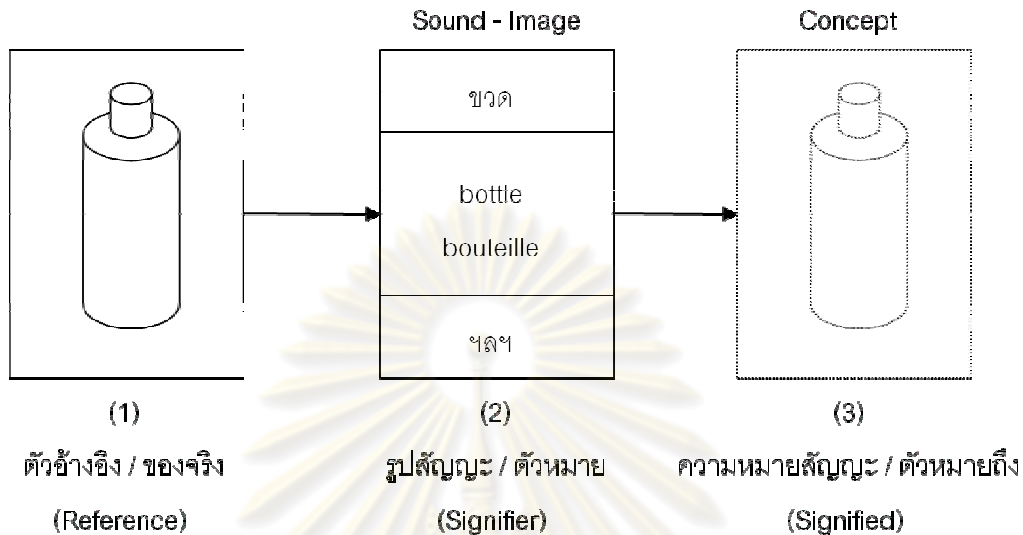 Sound - Image
Concept
ขวด
bottle
bouteille
ฯลฯ
(1)
(2)
(3)
ตัวอ้างอิง / ของจริง
รูปสัญญะ / ตัวหมาย
ความหมายสัญญะ / ตัวหมายถึง
(Reference)
(Signifier)
(Signified)